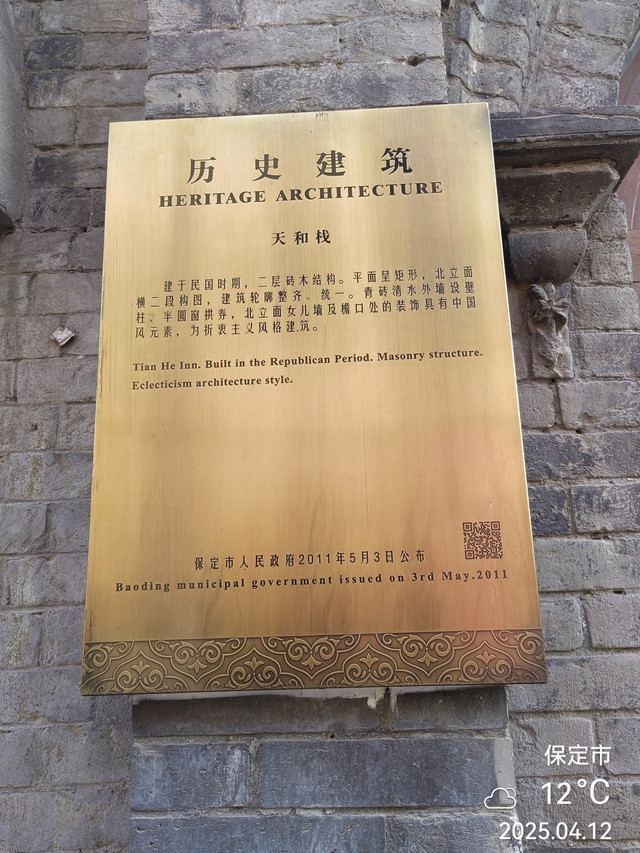 历史建筑
HERITAGE ARCHITECTURE
天和栈
建于民国时期，二层砖木结构。平面呈矩形，北立面
横二段构图，建筑轮廓整齐、统一。青砖清水外墙设壁
柱、半圆窗拱券，北立面女儿墙及檐口处的装饰具有中国
风元素，为折衷主义风格建筑。
Tian He Inn. Built in the Republican Period. Masonry structure.
Eclecticism architecture style.
保定市人民政府2011年5月3日公布
Baoding municipal government issued on 3rd May.2011
保定市
12°C
2025.04.12